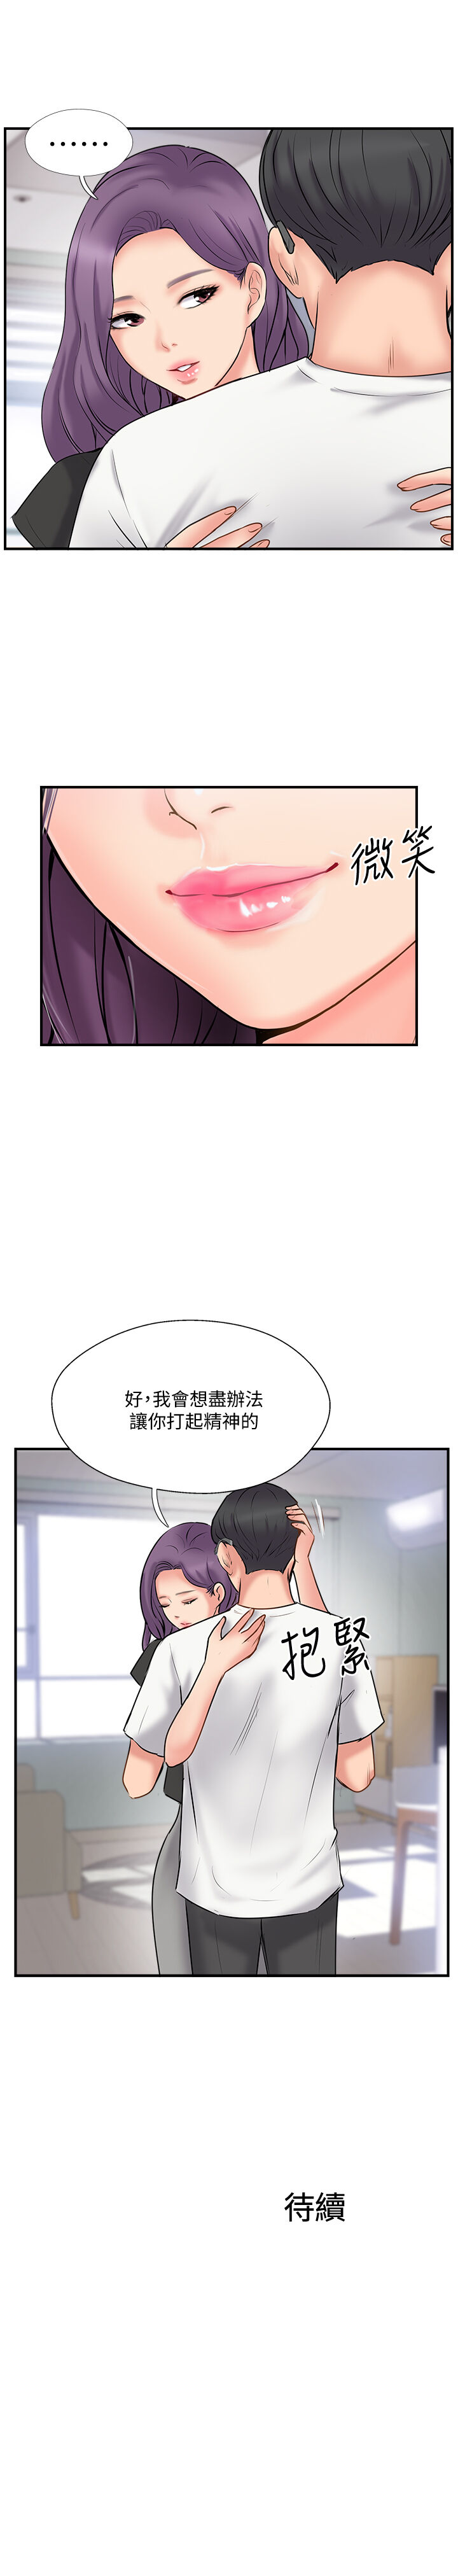 ......
微笑
好,我會想盡辦法
讓你打起精神的
抱緊
待續